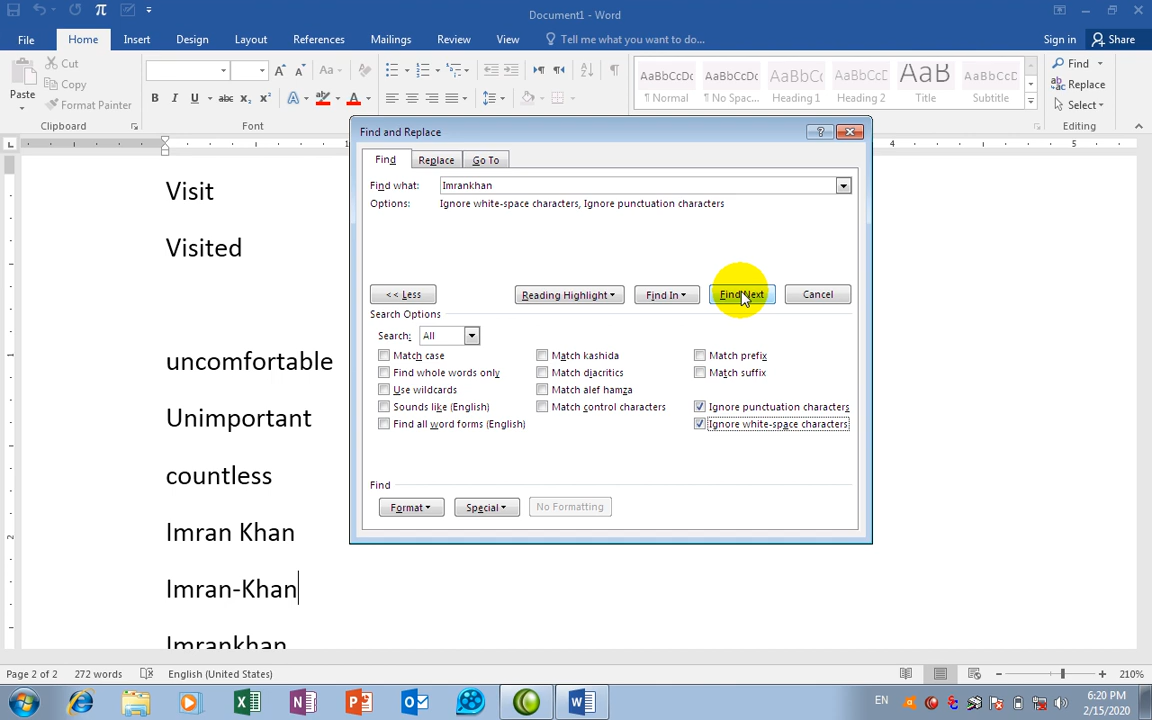 Document1 - Word
File
Home
Insert
Design
Layout
References
Mailings
Review
View
Tell me what you want to do...
Sign in
Share
Paste
Cut
Copy
Format Painter
Clipboard
Font
AaBbCcDc
¶ Normal
AaBbCcDc
¶ No Spac...
AaBbC
Heading 1
AaBbCcC
Heading 2
AaB
Title
AaBbCcC
Subtitle
Find
Replace
Select
Editing
Find and Replace
Find
Replace
Go To
Find what:
Imrankhan
Options:
Ignore white-space characters, Ignore punctuation characters
<< Less
Reading Highlight
Find In
Find Next
Cancel
Search Options
Search:
All
Match case
Find whole words only
Use wildcards
Sounds like (English)
Find all word forms (English)
Match kashida
Match diacritics
Match alef hamza
Match control characters
Match prefix
Match suffix
Ignore punctuation characters
Ignore white-space characters
Find
Format
Special
No Formatting
Visit
Visited
uncomfortable
Unimportant
countless
Imran Khan
Imran-Khan
Imrankhan
Page 2 of 2
272 words
English (United States)
210%
EN
6:20 PM
2/15/2020